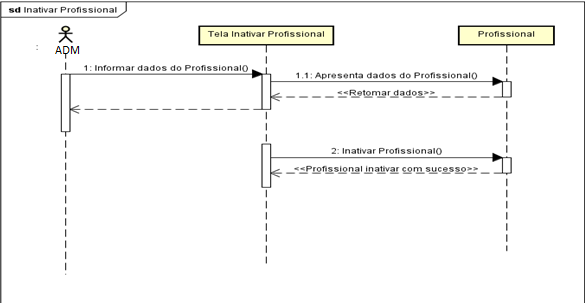 sd Inativar Profissional
Tela Inativar Profissional
Profissional
:
ADM
1: Informar dados do Profissional()
1.1: Apresenta dados do Profissional()
<<Retornar dados>>
2: Inativar Profissional()
<<Profissional inativar com sucesso>>